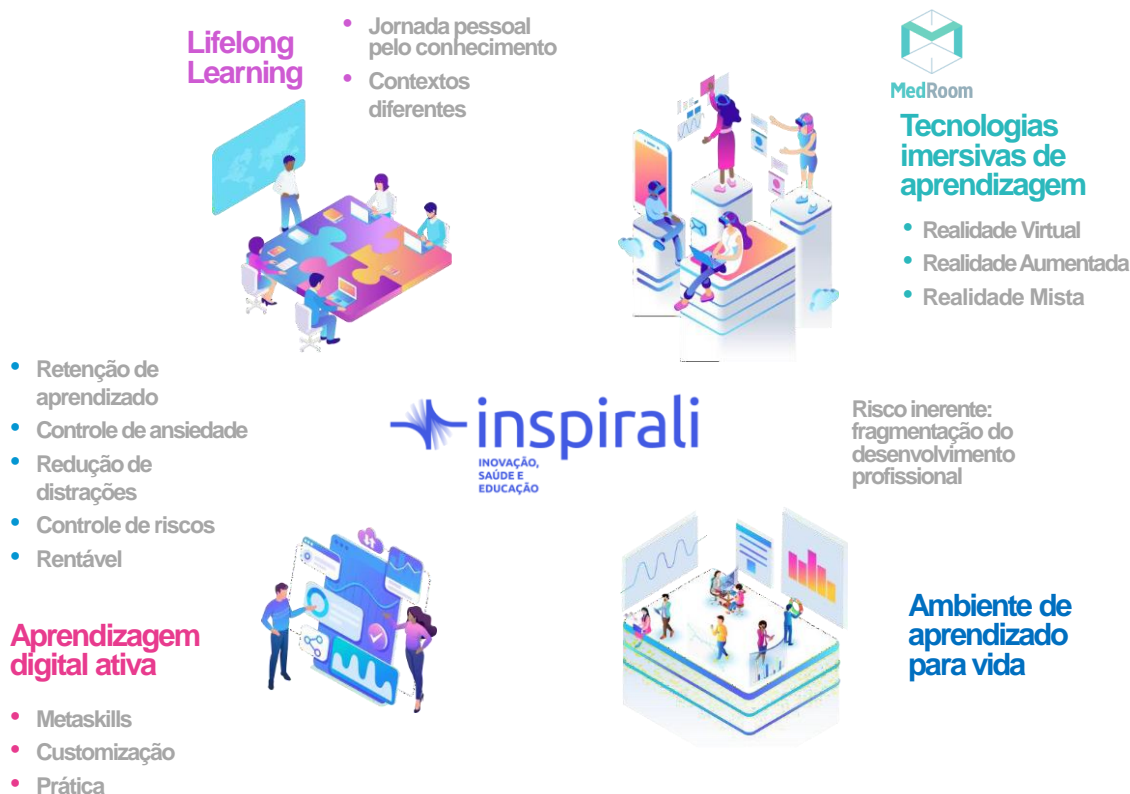 Lifelong
Learning
• Jornada pessoal
pelo conhecimento
• Contextos
diferentes
MedRoom
Tecnologias
imersivas de
aprendizagem
• Realidade Virtual
• Realidade Aumentada
• Realidade Mista
• Retenção de
aprendizado
• Controle de ansiedade
• Redução de
distrações
• Controle de riscos
• Rentável
inspirali
INOVAÇÃO,
SAÚDE E
EDUCAÇÃO
Risco inerente:
fragmentação do
desenvolvimento
profissional
Aprendizagem
digital ativa
• Metaskills
• Customização
• Prática
Ambiente de
aprendizado
para vida